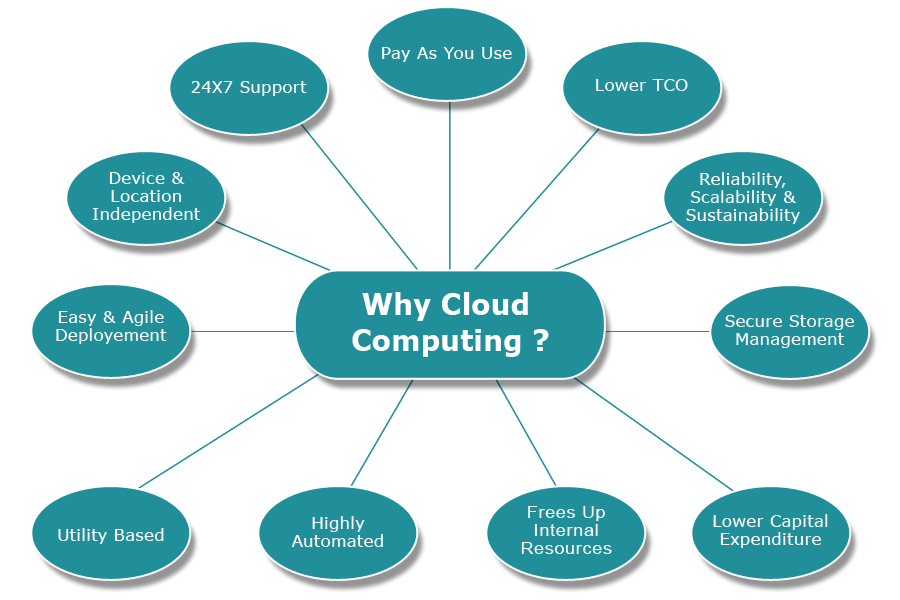 Pay As You Use
24X7 Support
Lower TCO
Device &
Location
Independent
Reliability,
Scalability &
Sustainability
Why Cloud
Computing ?
Easy & Agile
Deployement
Secure Storage
Management
Utility Based
Highly
Automated
Frees Up
Internal
Resources
Lower Capital
Expenditure